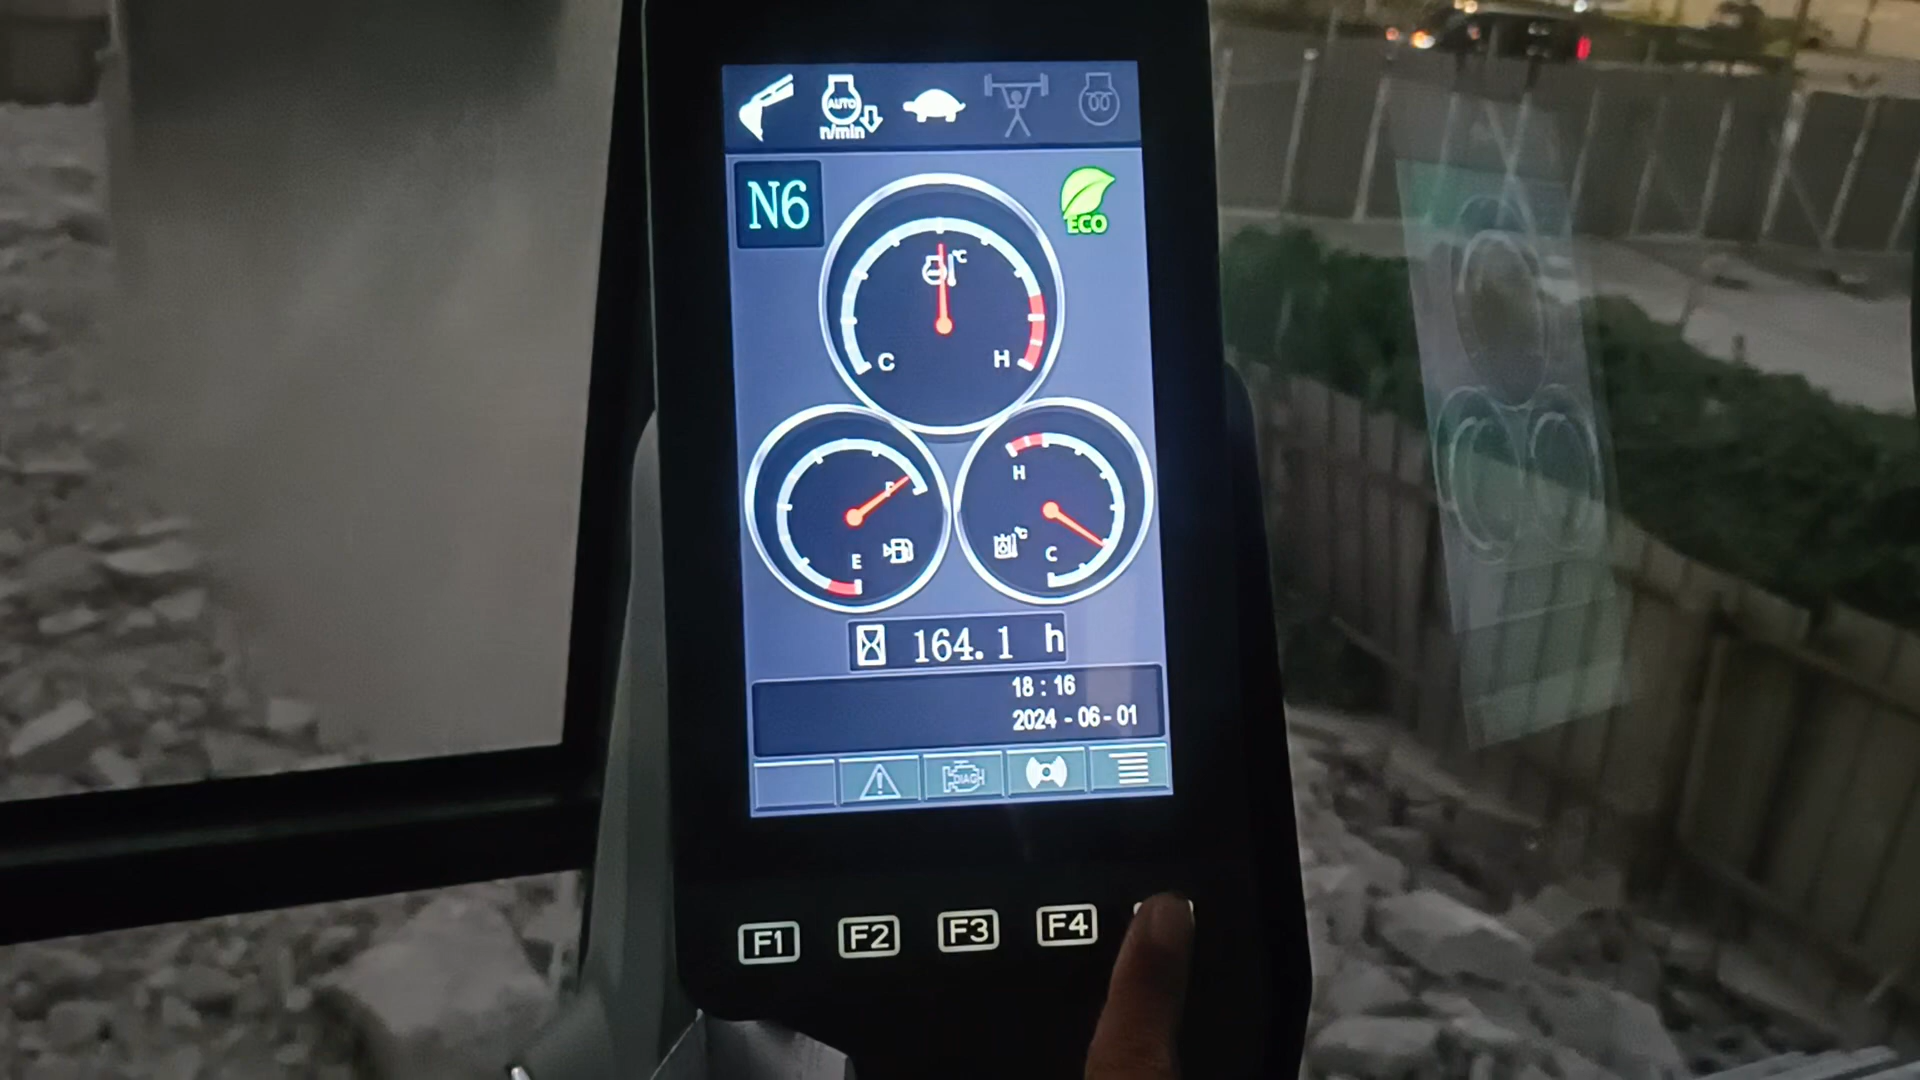 AUTO
n/min
N6
ECO
°C
C H
F
E
H
°C
C
164.1 h
18 : 16
2024 - 06 - 01
DIAG
F1 F2 F3 F4